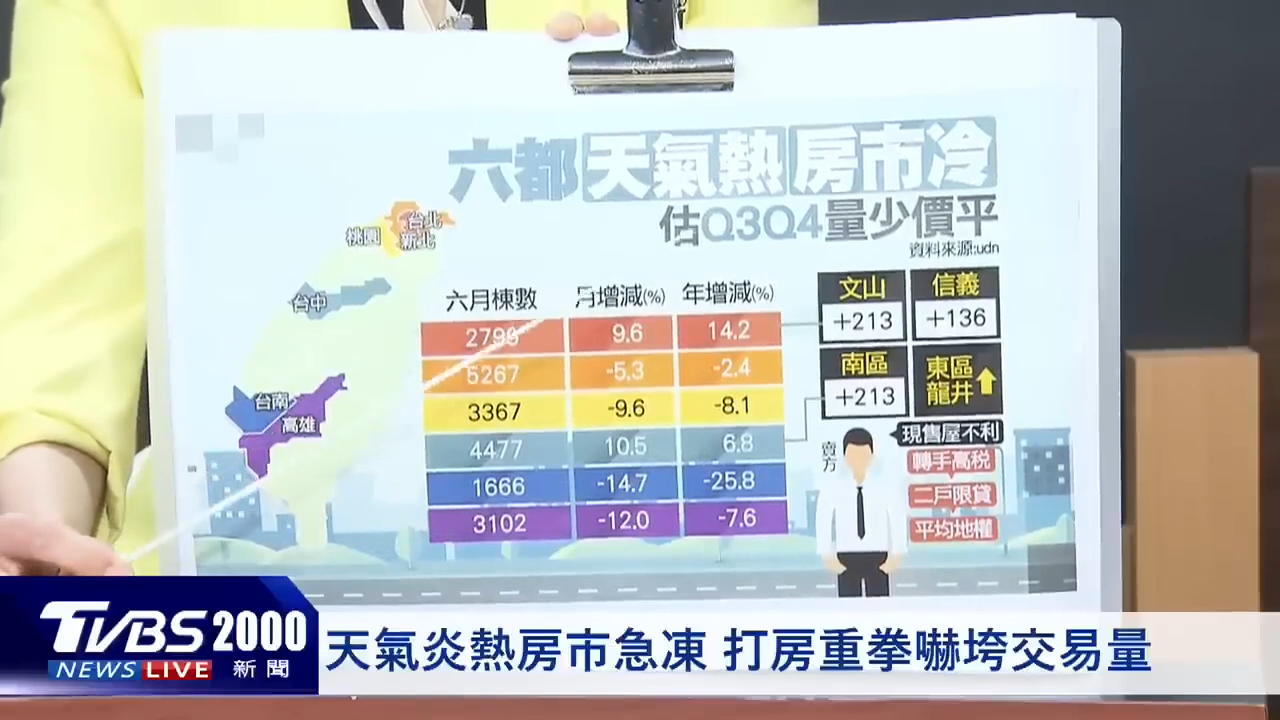 六都天氣熱房市冷
估Q3Q4量少價平
資料來源:udn
台北
桃園 新北
台中
台南
高雄
六月棟數 月增減(%) 年增減(%)
2799 9.6 14.2
5267 -5.3 -2.4
3367 -9.6 -8.1
4477 10.5 6.8
1666 -14.7 -25.8
3102 -12.0 -7.6
文山 信義
+213 +136
南區 東區
+213 龍井
賣方
現售屋不利
轉手高稅
二戶限貸
平均地權
TVBS 2000
NEWS LIVE 新聞
天氣炎熱房市急凍 打房重拳嚇垮交易量